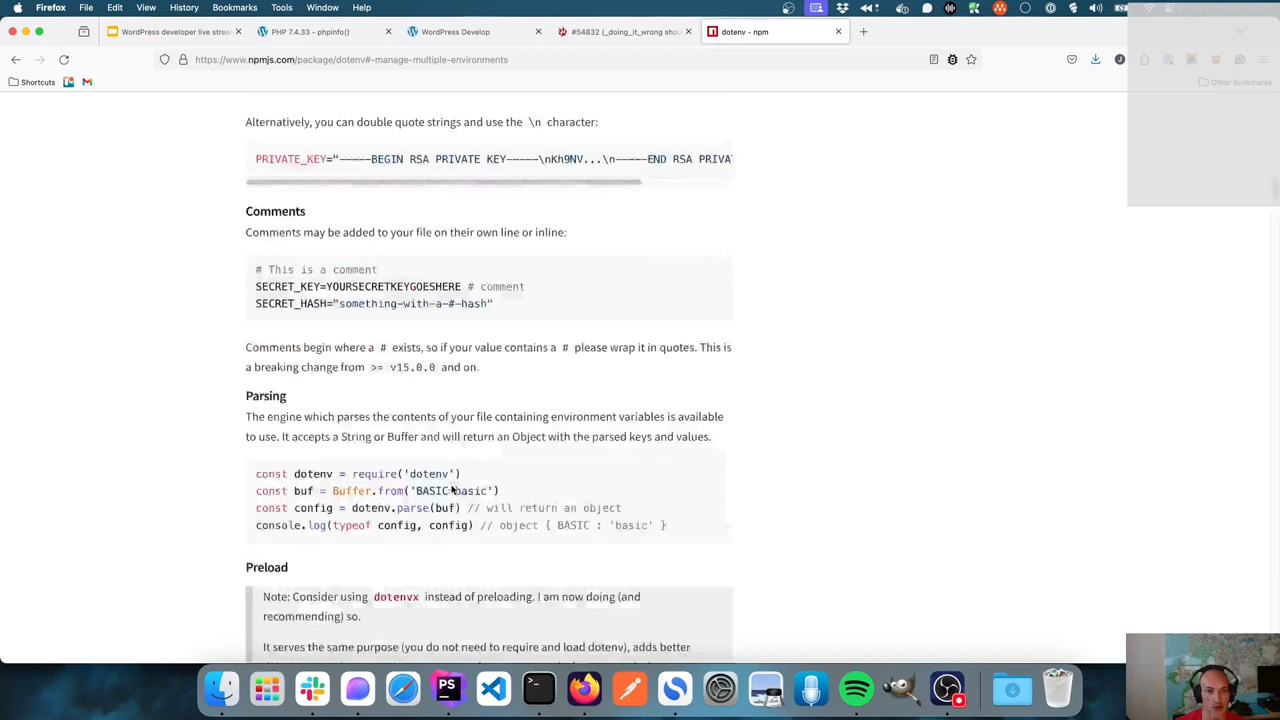 Firefox File Edit View History Bookmarks Tools Window Help
WordPress developer live strea
PHP 7.4.33 - phpinfo()
WordPress Develop
#54832 (_doing_it_wrong shou
dotenv - npm
https://www.npmjs.com/package/dotenv#-manage-multiple-environments
Shortcuts
Other Bookmarks
Alternatively, you can double quote strings and use the \n character:
PRIVATE_KEY="-----BEGIN RSA PRIVATE KEY-----\nKh9NV...\n-----END RSA PRIVAT
Comments
Comments may be added to your file on their own line or inline:
# This is a comment
SECRET_KEY=YOURSECRETKEYGOESHERE # comment
SECRET_HASH="something-with-a-#-hash"
Comments begin where a # exists, so if your value contains a # please wrap it in quotes. This is
a breaking change from >= v15.0.0 and on.
Parsing
The engine which parses the contents of your file containing environment variables is available
to use. It accepts a String or Buffer and will return an Object with the parsed keys and values.
const dotenv = require('dotenv')
const buf = Buffer.from('BASIC=basic')
const config = dotenv.parse(buf) // will return an object
console.log(typeof config, config) // object { BASIC : 'basic' }
Preload
Note: Consider using dotenvx instead of preloading. I am now doing (and
recommending) so.
It serves the same purpose (you do not need to require and load dotenv), adds better
PS